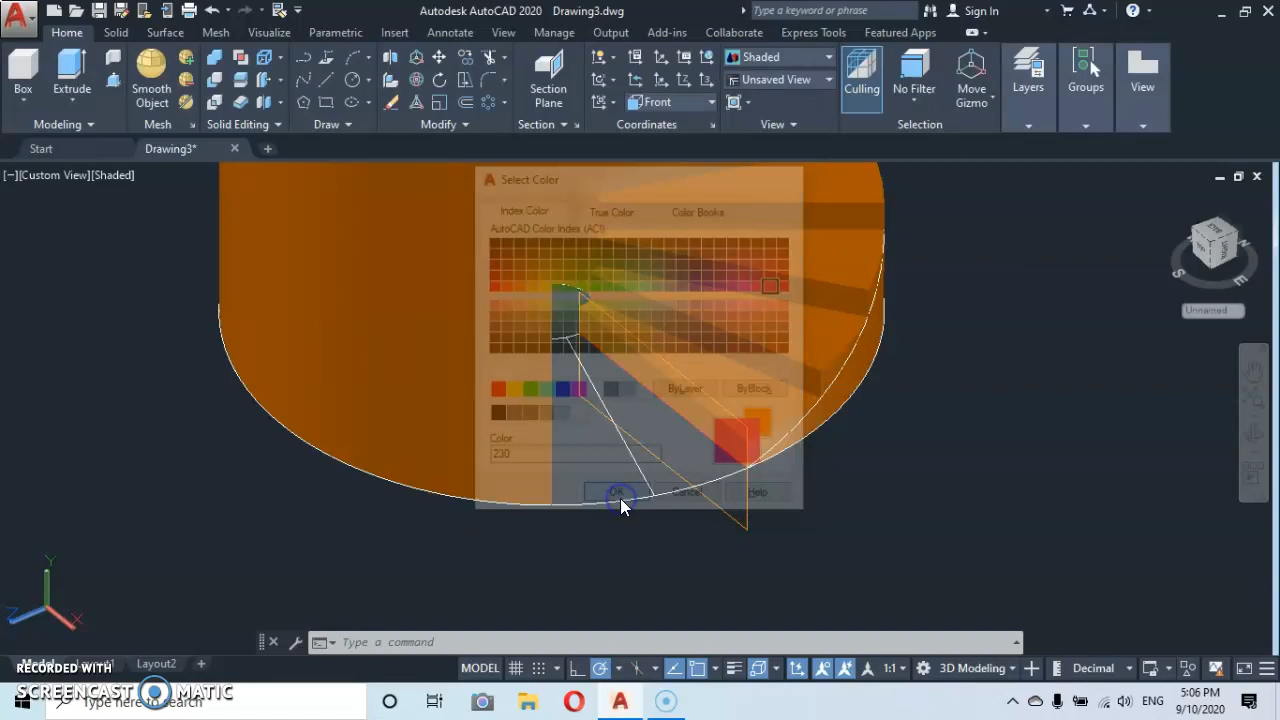 Autodesk AutoCAD 2020 Drawing3.dwg
Type a keyword or phrase
Sign In
Home Solid Surface Mesh Visualize Parametric Insert Annotate View Manage Output Add-ins Collaborate Express Tools Featured Apps
Box
Extrude
Smooth Object
Section Plane
Front
Shaded
Unsaved View
Culling
No Filter
Move Gizmo
Layers
Groups
View
Modeling
Mesh
Solid Editing
Draw
Modify
Section
Coordinates
View
Selection
Start
Drawing3*
[−][Custom View][Shaded]
Select Color
Index Color
True Color
Color Books
AutoCAD Color Index (ACI)
ByLayer
ByBlock
Color
230
OK
Cancel
Help
N
S
Unnamed
Y
Z
X
Type a command
Layout2
MODEL
1:1
3D Modeling
Decimal
RECORDED WITH
SCREENCAST MATIC
Type here to search
ENG
5:06 PM
9/10/2020